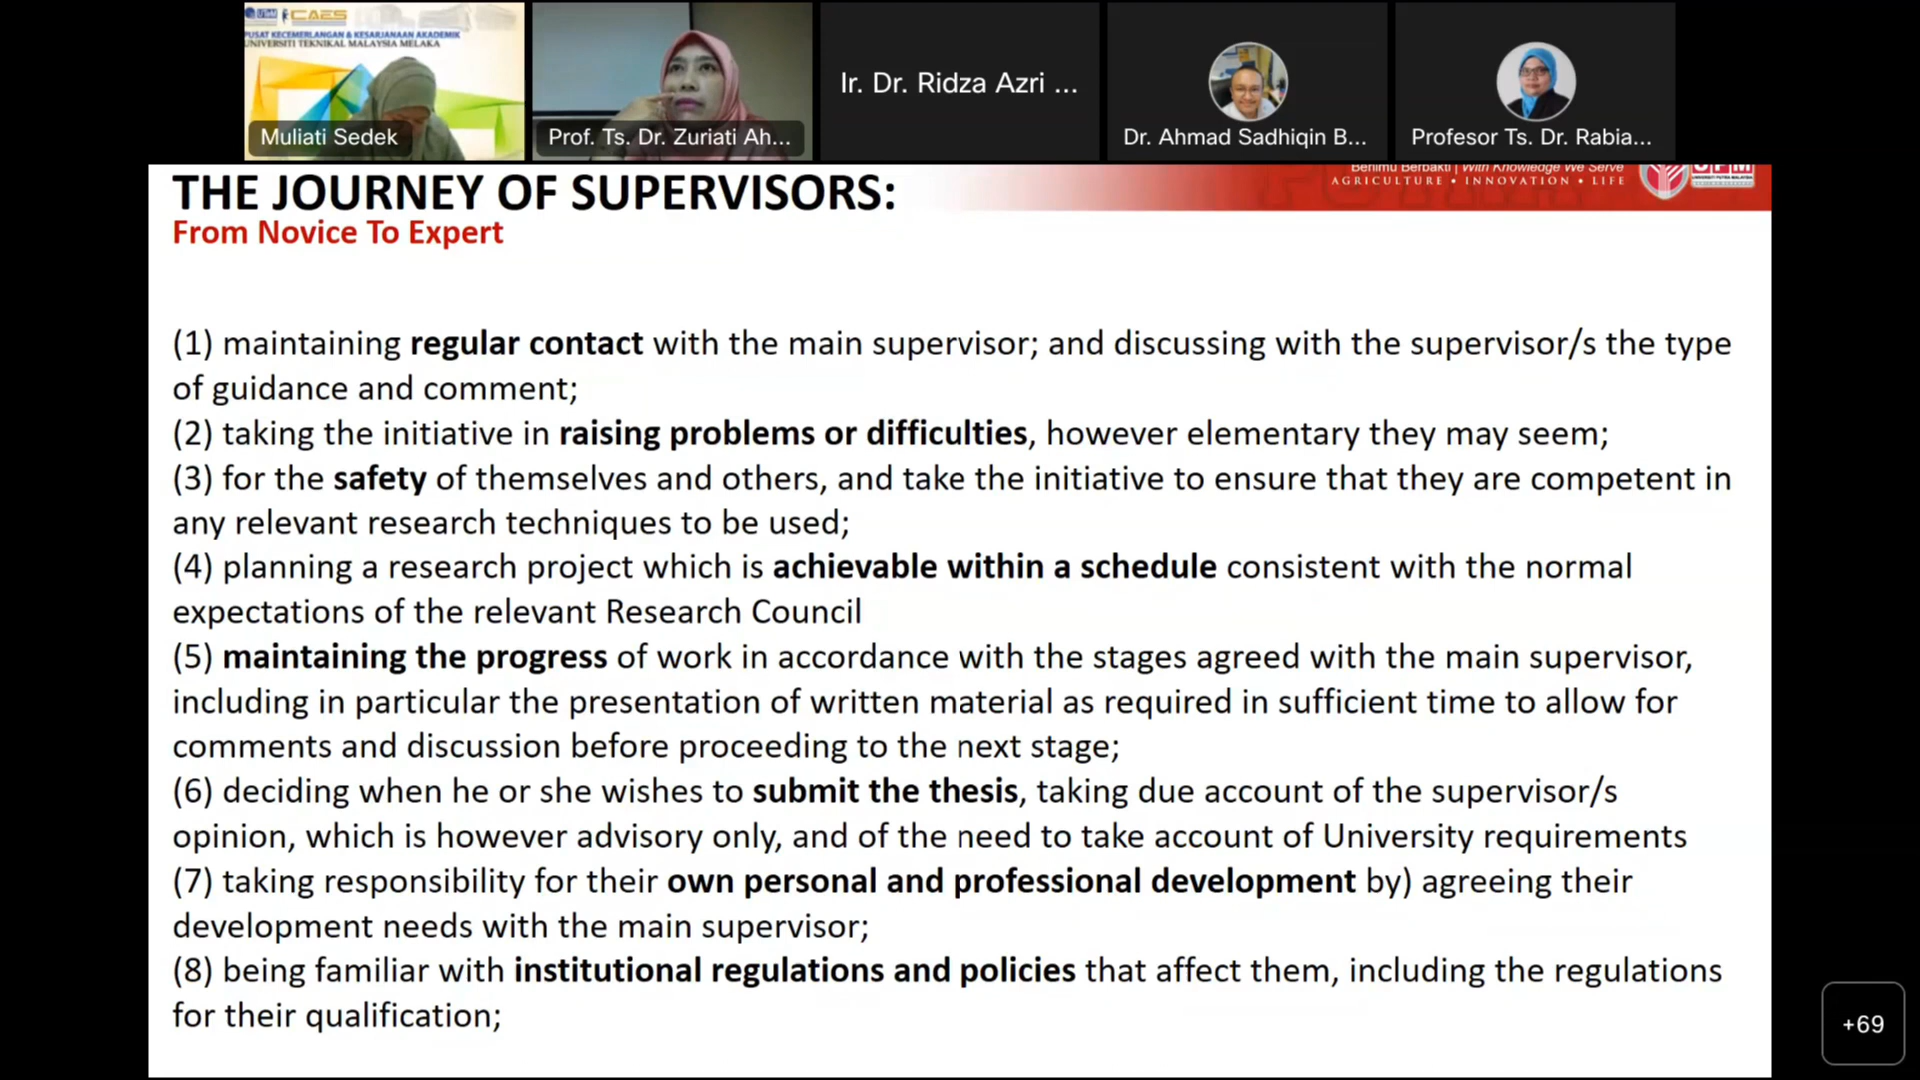 UTeM CAES
PUSAT KECEMERLANGAN & KESARJANAAN AKADEMIK
UNIVERSITI TEKNIKAL MALAYSIA MELAKA
Muliati Sedek
Prof. Ts. Dr. Zuriati Ah...
Ir. Dr. Ridza Azri ...
Dr. Ahmad Sadhiqin B...
Profesor Ts. Dr. Rabia...
THE JOURNEY OF SUPERVISORS:
From Novice To Expert
Berilmu Berbakti | With Knowledge We Serve
AGRICULTURE • INNOVATION • LIFE
UPM
(1) maintaining regular contact with the main supervisor; and discussing with the supervisor/s the type
of guidance and comment;
(2) taking the initiative in raising problems or difficulties, however elementary they may seem;
(3) for the safety of themselves and others, and take the initiative to ensure that they are competent in
any relevant research techniques to be used;
(4) planning a research project which is achievable within a schedule consistent with the normal
expectations of the relevant Research Council
(5) maintaining the progress of work in accordance with the stages agreed with the main supervisor,
including in particular the presentation of written material as required in sufficient time to allow for
comments and discussion before proceeding to the next stage;
(6) deciding when he or she wishes to submit the thesis, taking due account of the supervisor/s
opinion, which is however advisory only, and of the need to take account of University requirements
(7) taking responsibility for their own personal and professional development by) agreeing their
development needs with the main supervisor;
(8) being familiar with institutional regulations and policies that affect them, including the regulations
for their qualification;
+69